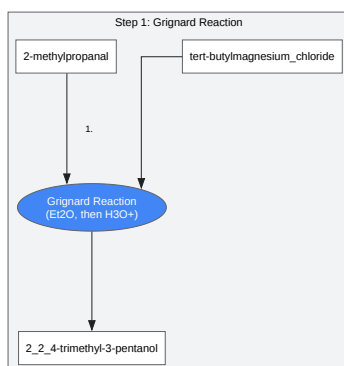 Step 1: Grignard Reaction
2-methylpropanal
tert-butylmagnesium_chloride
1.
Grignard Reaction
(Et2O, then H3O+)
2_2_4-trimethyl-3-pentanol